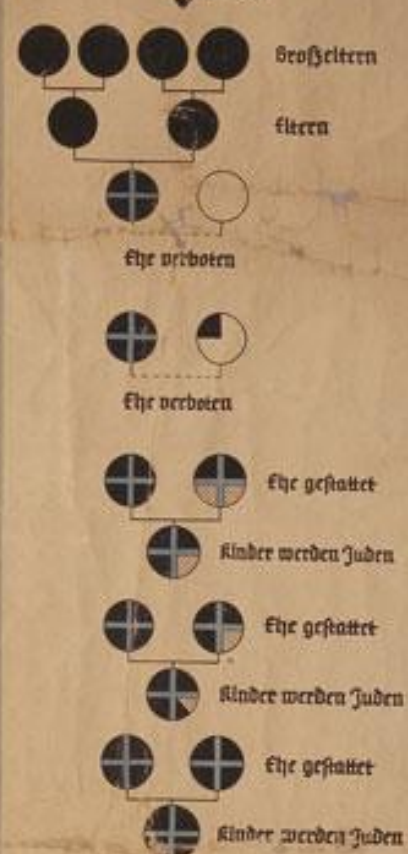 Großeltern
Eltern
Ehe verboten
Ehe verboten
Ehe gestattet
Kinder werden Juden
Ehe gestattet
Kinder werden Juden
Ehe gestattet
Kinder werden Juden